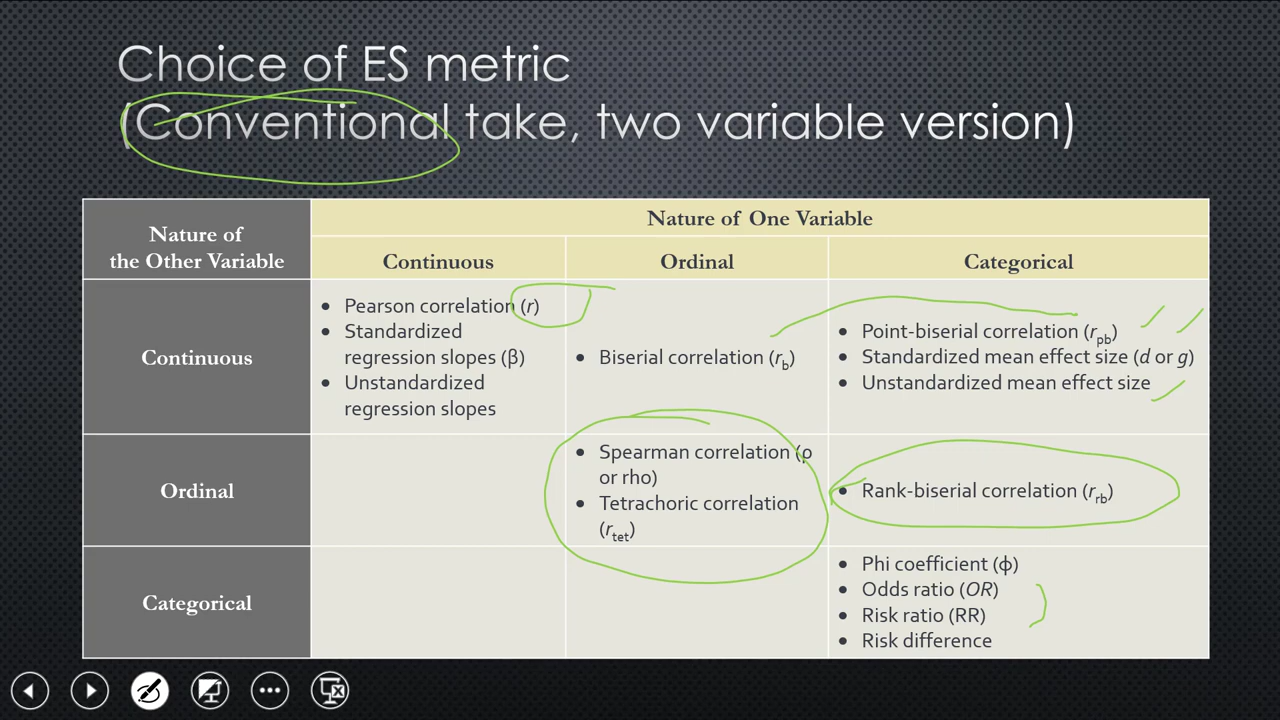 Choice of ES metric
(Conventional take, two variable version)
Nature of
the Other Variable
Nature of One Variable
Continuous
Ordinal
Categorical
Continuous
• Pearson correlation (r)
• Standardized
regression slopes (β)
• Unstandardized
regression slopes
• Biserial correlation (rb)
• Point-biserial correlation (rpb)
• Standardized mean effect size (d or g)
• Unstandardized mean effect size
Ordinal
• Spearman correlation (ρ
or rho)
• Tetrachoric correlation
(rtet)
• Rank-biserial correlation (rrb)
Categorical
• Phi coefficient (ϕ)
• Odds ratio (OR)
• Risk ratio (RR)
• Risk difference